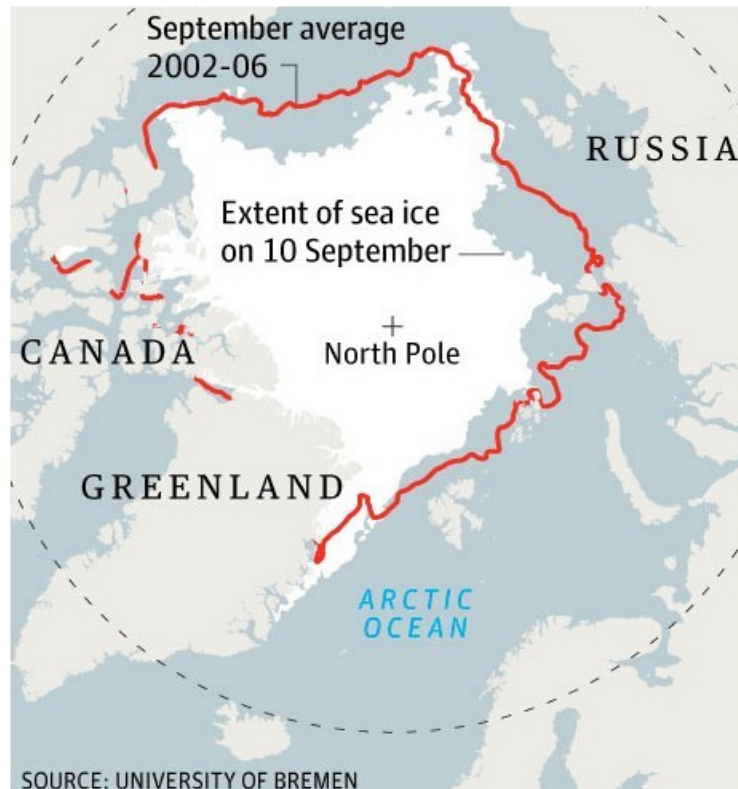 September average
2002-06
RUSSIA
Extent of sea ice
on 10 September
North Pole
CANADA
GREENLAND
ARCTIC
OCEAN
SOURCE: UNIVERSITY OF BREMEN